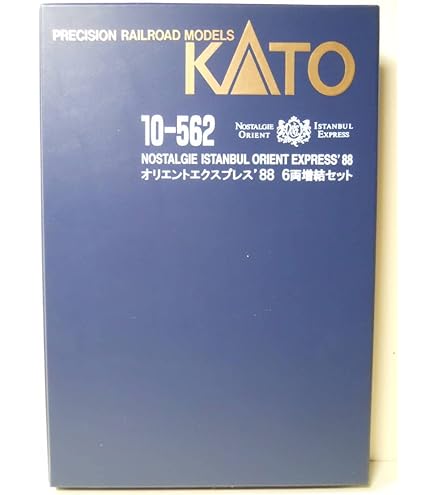 PRECISION RAILROAD MODELS
KATO
10-562
NOSTALGIE ORIENT ISTANBUL EXPRESS
NOSTALGIE ISTANBUL ORIENT EXPRESS'88
オリエントエクスプレス'88 6両増結セット